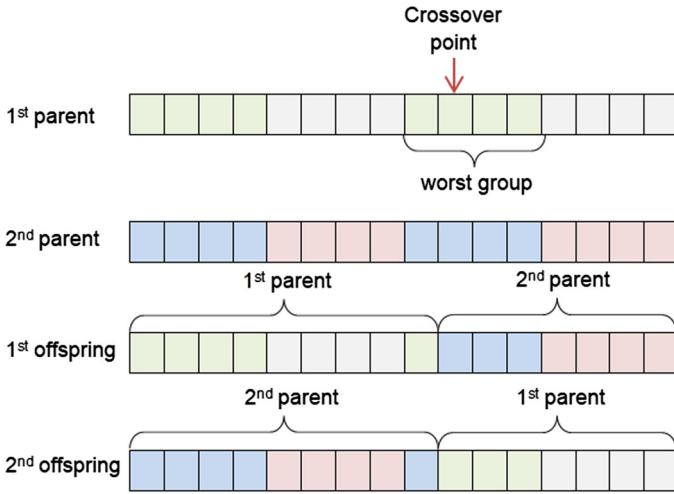 Crossover
point
1st parent
worst group
2nd parent
1st parent 2nd parent
1st offspring
2nd parent 1st parent
2nd offspring